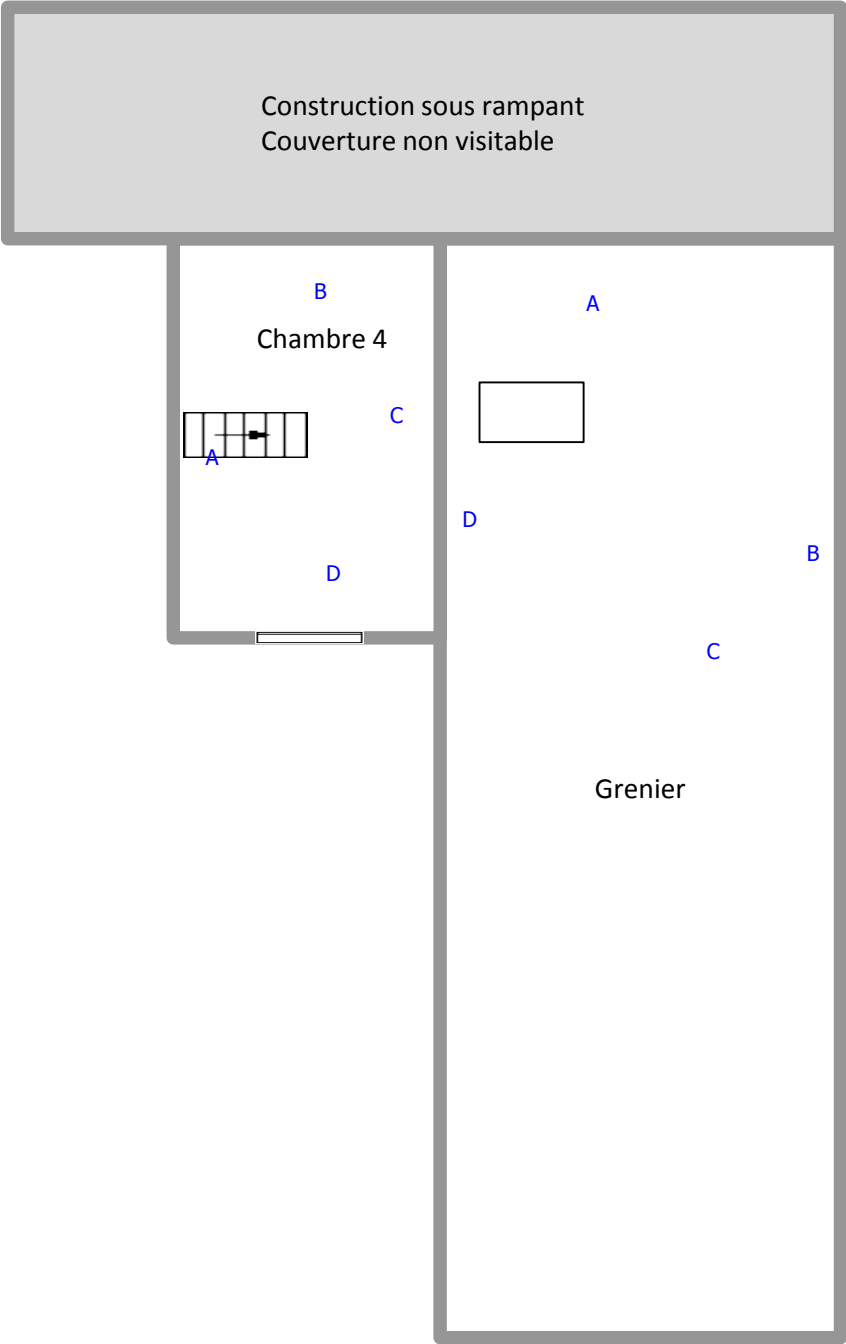 Construction sous rampant
Couverture non visitable
B
A
Chambre 4
C
A
D
B
D
C
Grenier